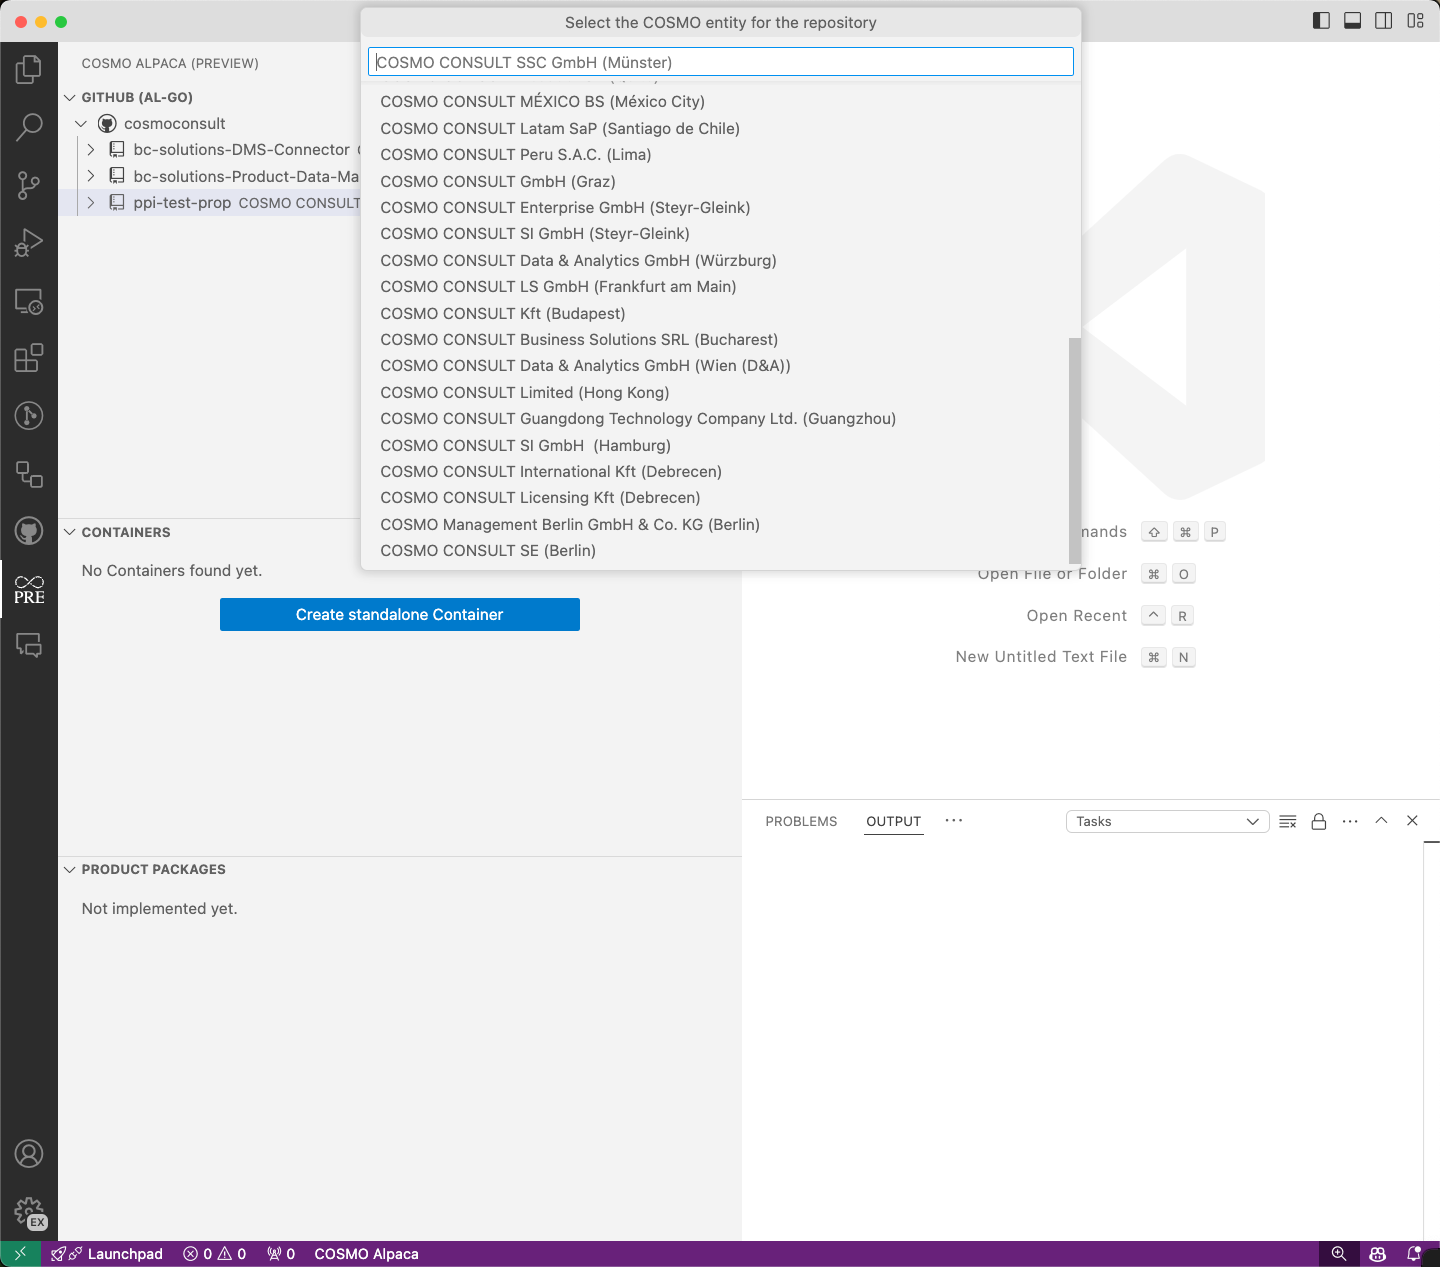 Select the COSMO entity for the repository
COSMO CONSULT SSC GmbH (Münster)
COSMO CONSULT MÉXICO BS (México City)
COSMO CONSULT Latam SaP (Santiago de Chile)
COSMO CONSULT Peru S.A.C. (Lima)
COSMO CONSULT GmbH (Graz)
COSMO CONSULT Enterprise GmbH (Steyr-Gleink)
COSMO CONSULT SI GmbH (Steyr-Gleink)
COSMO CONSULT Data & Analytics GmbH (Würzburg)
COSMO CONSULT LS GmbH (Frankfurt am Main)
COSMO CONSULT Kft (Budapest)
COSMO CONSULT Business Solutions SRL (Bucharest)
COSMO CONSULT Data & Analytics GmbH (Wien (D&A))
COSMO CONSULT Limited (Hong Kong)
COSMO CONSULT Guangdong Technology Company Ltd. (Guangzhou)
COSMO CONSULT SI GmbH  (Hamburg)
COSMO CONSULT International Kft (Debrecen)
COSMO CONSULT Licensing Kft (Debrecen)
COSMO Management Berlin GmbH & Co. KG (Berlin)
COSMO CONSULT SE (Berlin)
COSMO ALPACA (PREVIEW)
GITHUB (AL-GO)
cosmoconsult
bc-solutions-DMS-Connector
bc-solutions-Product-Data-Ma
ppi-test-prop COSMO CONSULT
CONTAINERS
No Containers found yet.
Create standalone Container
PRODUCT PACKAGES
Not implemented yet.
PRE
EX
mands ⇧ ⌘ P
Open File or Folder ⌘ O
Open Recent ^ R
New Untitled Text File ⌘ N
PROBLEMS OUTPUT ··· Tasks ···
Launchpad 0 0 0 COSMO Alpaca